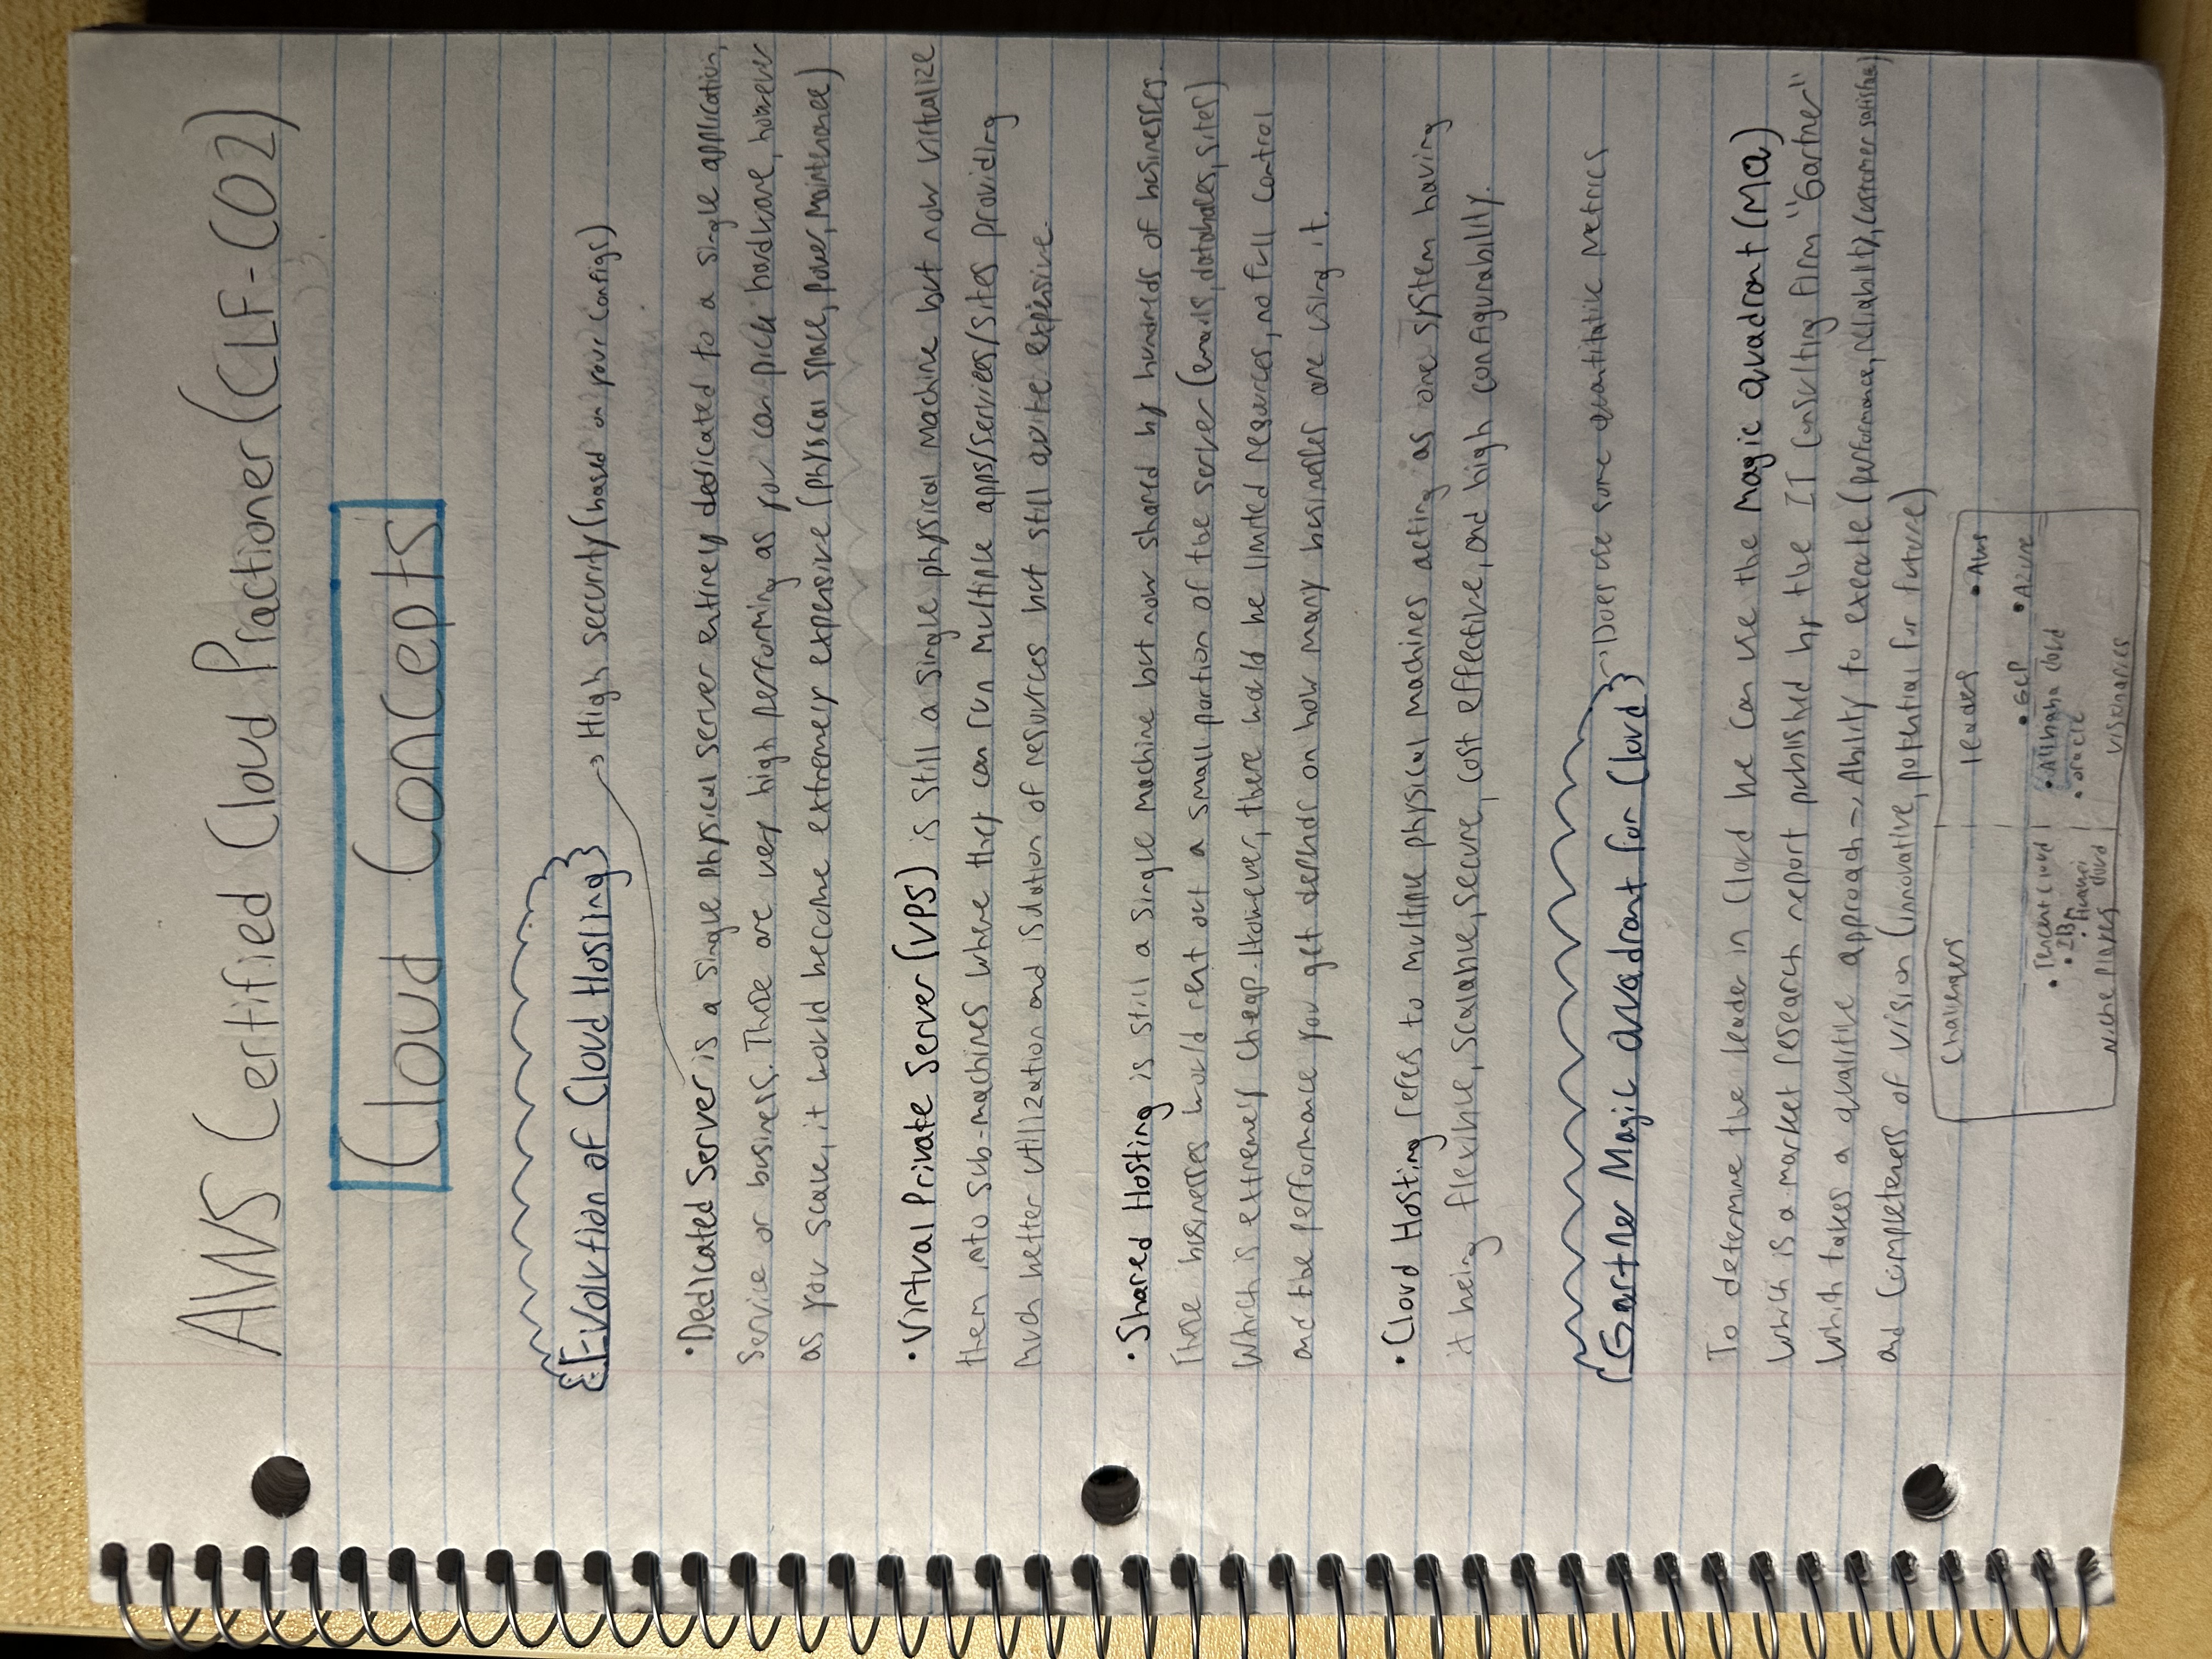 AWS Certified Cloud Practioner (CLF-C02)
Cloud Concepts
Evolution of Cloud Hosting
→ High security (based on your configs)
• Dedicated Server is a single physical server entirely dedicated to a single application,
service or business. These are very high performing as you can pick hardware, however
as you scale, it would become extremely expensive (physical space, power, maintenance)
• Virtual Private Server (VPS) is still a single physical machine but now virtualize
them into sub-machines where they can run multiple apps/services/sites providing
much better utilization and isolation of resources but still quite expensive.
• Shared Hosting is still a single machine but now shared by hundreds of businesses.
These businesses would rent out a small portion of the server (emails, databases, sites)
which is extremely cheap. However, there would be limited resources, no full control
and the performance you get depends on how many businesses are using it.
• Cloud Hosting refers to multiple physical machines acting as one system having
it being flexible, scalable, secure, cost effective, and high configurability.
Gartner Magic Quadrant for Cloud
→ Does use some quantitative metrics
To determine the leader in cloud we can use the Magic Quadrant (MQ)
which is a market research report published by the IT consulting firm "Gartner"
which takes a qualitive approach → Ability to execute (performance, reliability, customer
and completeness of vision (innovative, potential for future)
Challengers
leaders
• AWS
• GCP
• Azure
• Tencent Cloud
• IBM
• Huawei cloud
Niche Players
• Alibaba cloud
• oracle
visionaries